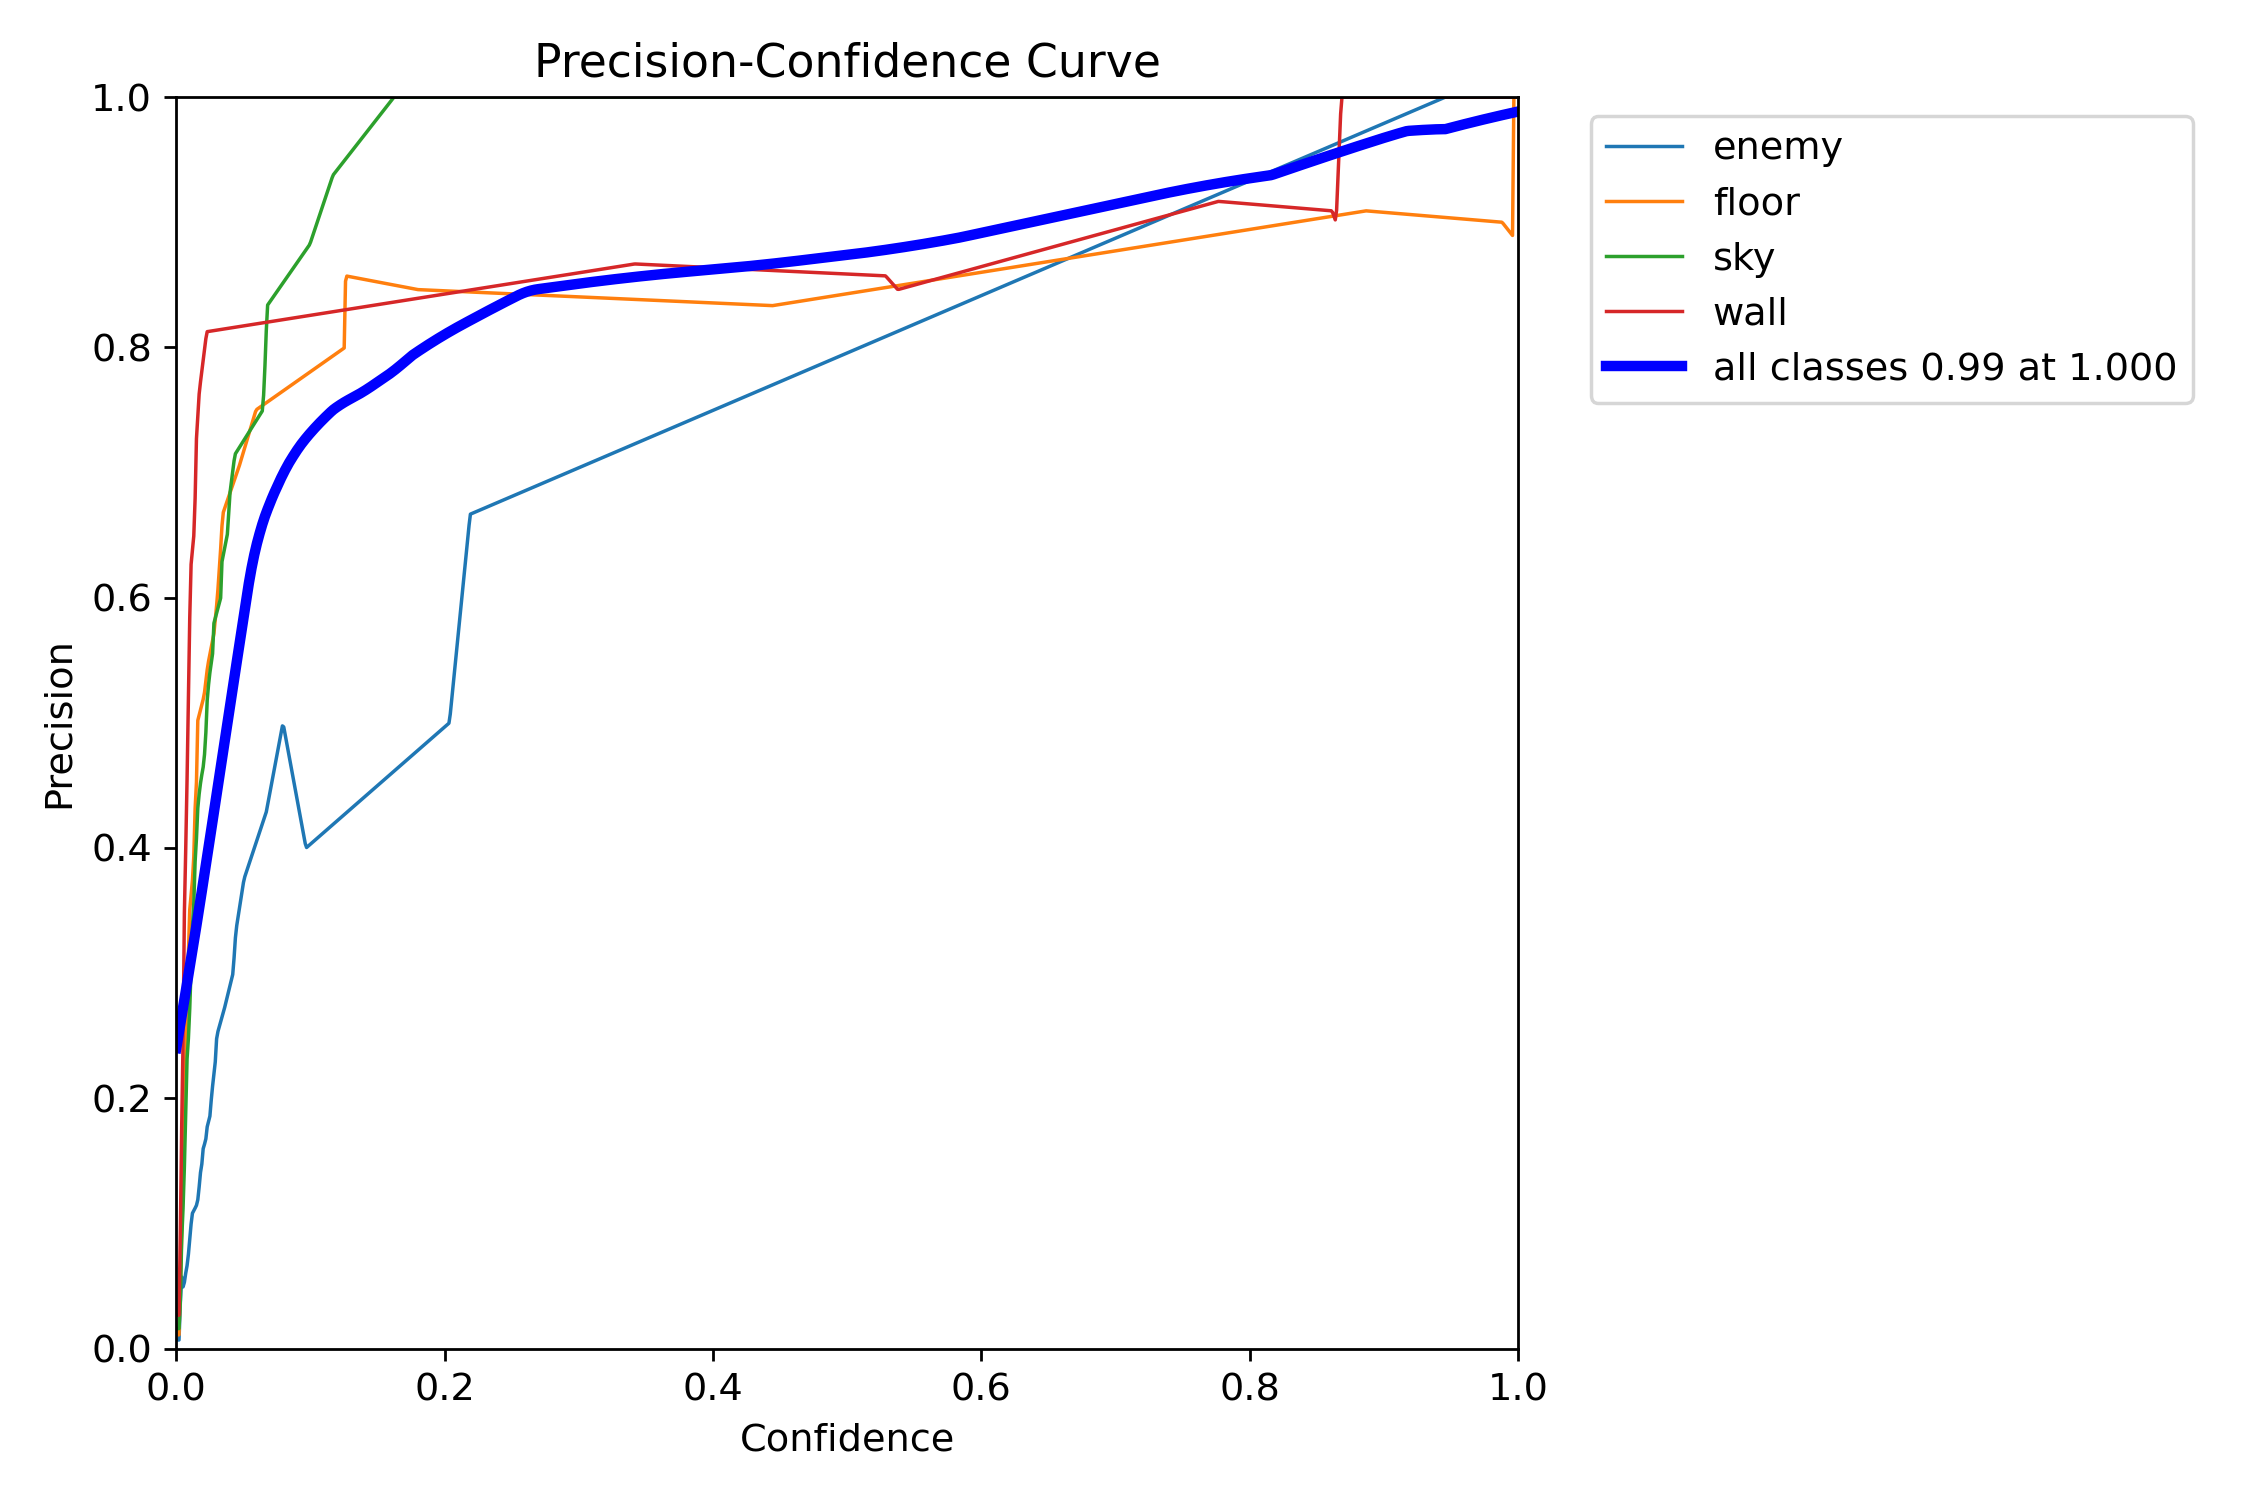 Precision-Confidence Curve
1.0
0.8
0.6
0.4
0.2
0.0
Precision
0.0 0.2 0.4 0.6 0.8 1.0
Confidence
enemy
floor
sky
wall
all classes 0.99 at 1.000